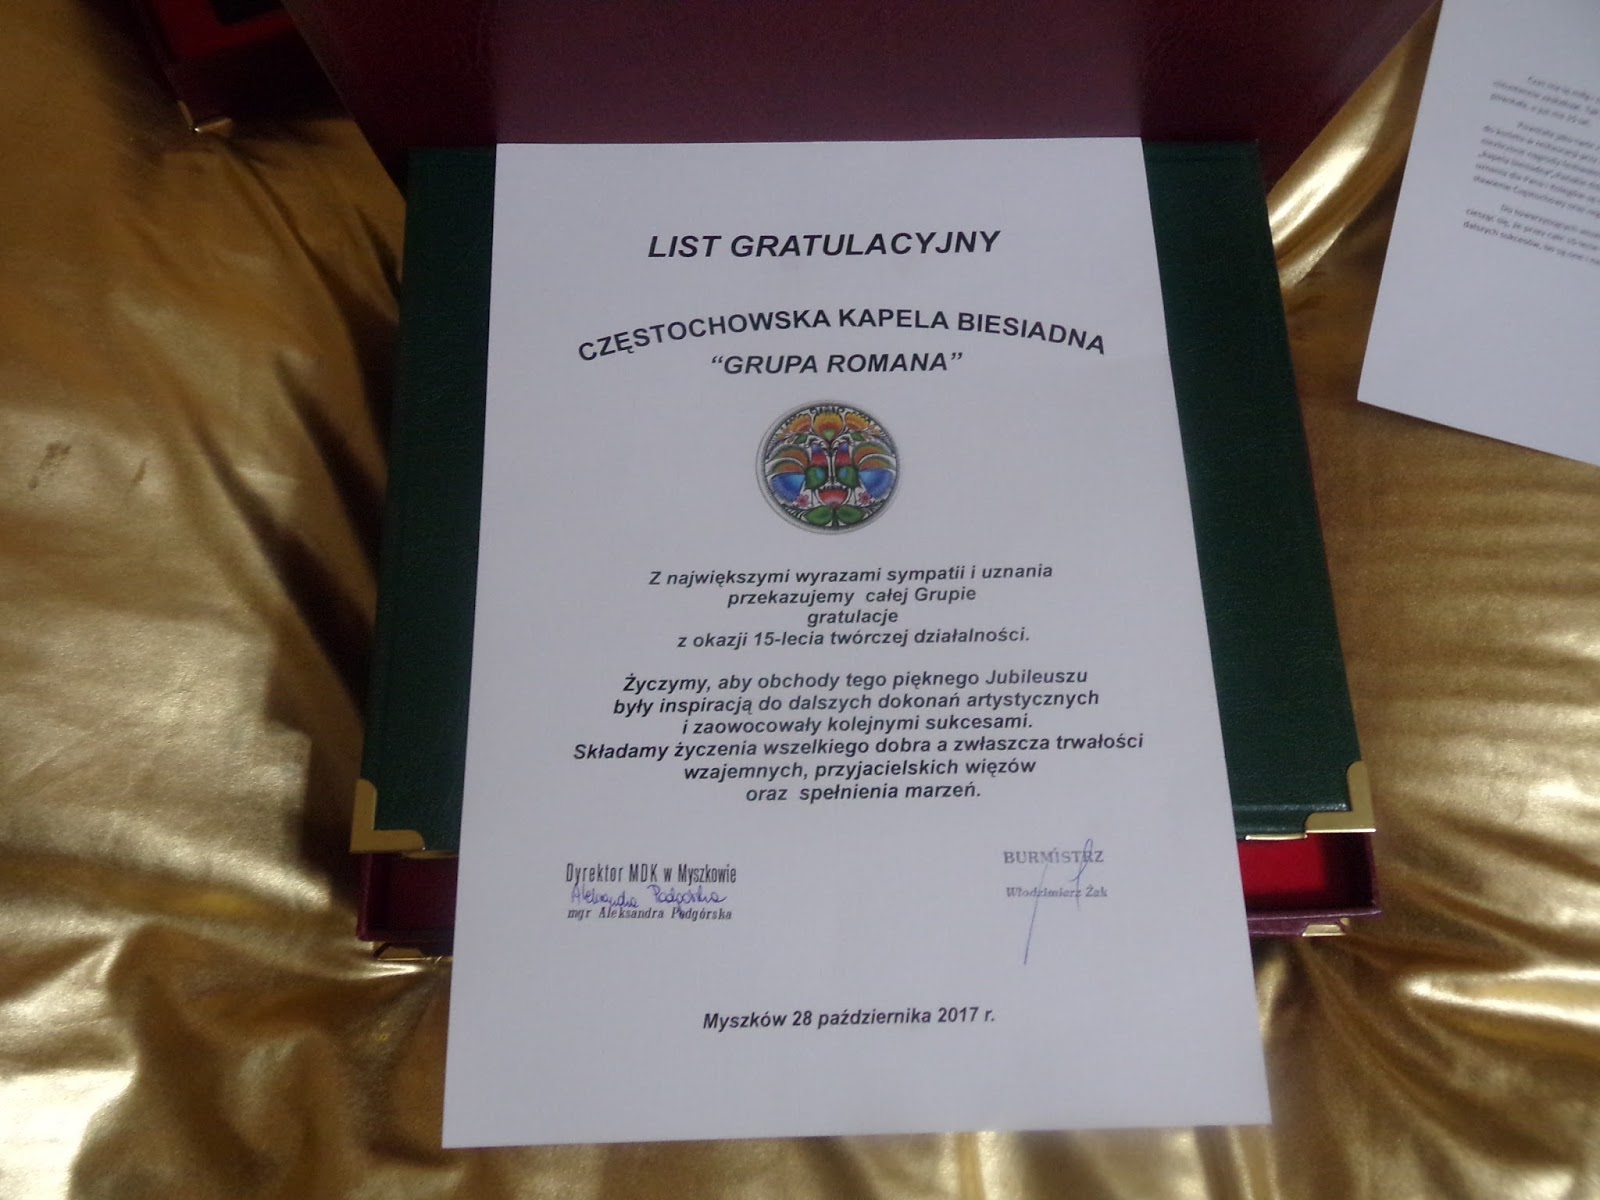 LIST GRATULACYJNY
CZĘSTOCHOWSKA KAPELA BIESIADNA
“GRUPA ROMANA”
Z największymi wyrazami sympatii i uznania
przekazujemy całej Grupie
gratulacje
z okazji 15-lecia twórczej działalności.
Życzymy, aby obchody tego pięknego Jubileuszu
były inspiracją do dalszych dokonań artystycznych
i zaowocowały kolejnymi sukcesami.
Składamy życzenia wszelkiego dobra a zwłaszcza trwałości
wzajemnych, przyjacielskich więzów
oraz spełnienia marzeń.
Dyrektor MDK w Myszkowie
Aleksandra Podgórska
mgr Aleksandra Podgórska
BURMISTRZ
Włodzimierz Żak
Myszków 28 października 2017 r.